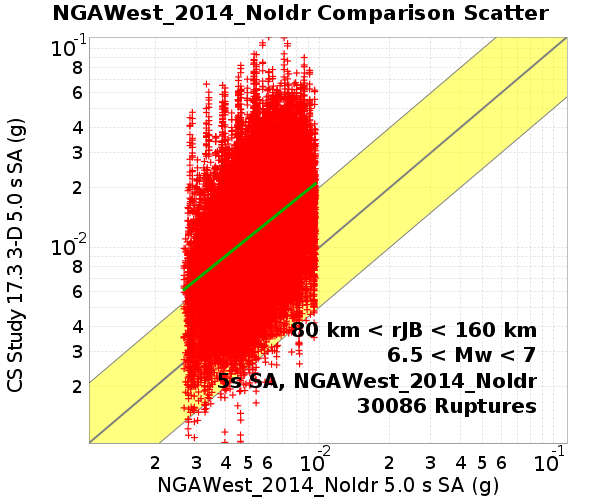 NGAWest_2014_NoIdr Comparison Scatter
CS Study 17.3 3-D 5.0 s SA (g)
10-1
8
6
4
3
2
10-2
8
6
4
3
2
80 km < rJB < 160 km
6.5 < Mw < 7
5s SA, NGAWest_2014_NoIdr
30086 Ruptures
2 3 4 5 6 10-2 2 3 4 5 6 10-1
NGAWest_2014_NoIdr 5.0 s SA (g)